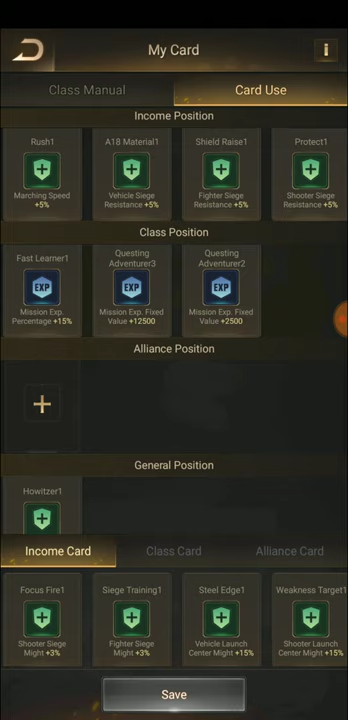 My Card
i
Class Manual
Card Use
Income Position
Rush1
A18 Material1
Shield Raise1
Protect1
Marching Speed
+5%
Vehicle Siege
Resistance +5%
Fighter Siege
Resistance +5%
Shooter Siege
Resistance +5%
Class Position
Fast Learner1
Questing
Adventurer3
Questing
Adventurer2
EXP
EXP
EXP
Mission Exp.
Percentage +15%
Mission Exp. Fixed
Value +12500
Mission Exp. Fixed
Value +2500
Alliance Position
General Position
Howitzer1
Income Card
Class Card
Alliance Card
Focus Fire1
Siege Training1
Steel Edge1
Weakness Target1
Shooter Siege
Might +3%
Fighter Siege
Might +3%
Vehicle Launch
Center Might +15%
Shooter Launch
Center Might +15%
Save